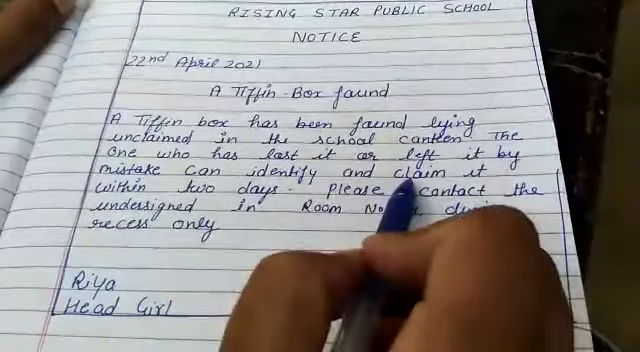 RISING STAR PUBLIC SCHOOL
NOTICE
22nd April 2021
A Tiffin-Box faund
A Tiffin box has been faund lying
unclaimed in the school canteen The
one who has last it or left it by
mistake can identify and claim it
within two days. Please contact the
undersigned in Room No.
recess only
Riya
Head Girl